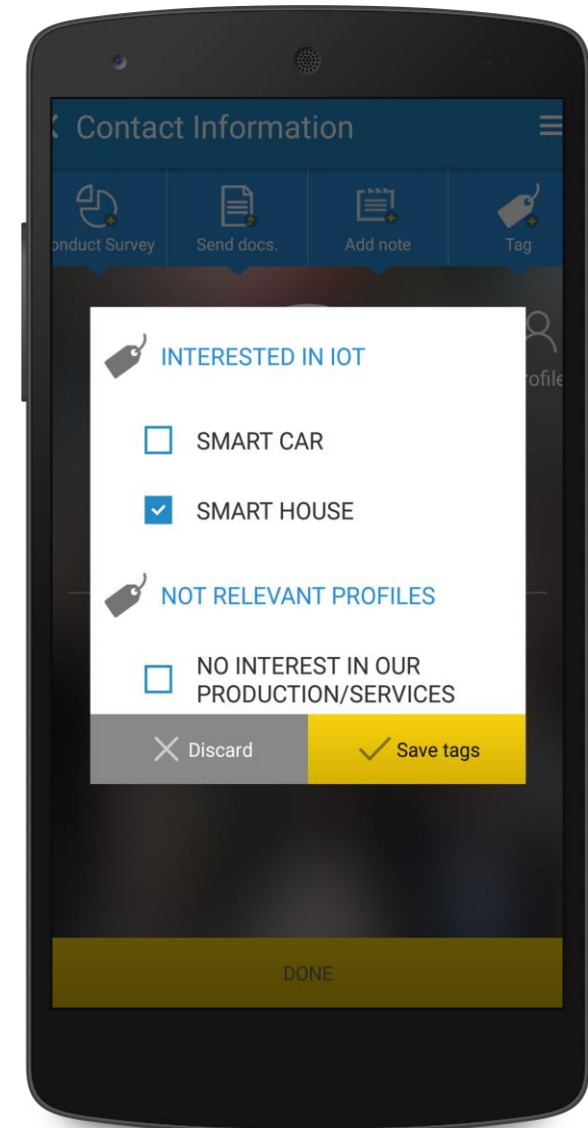 Contact Information
onduct Survey
Send docs.
Add note
Tag
rofile
INTERESTED IN IOT
SMART CAR
SMART HOUSE
NOT RELEVANT PROFILES
NO INTEREST IN OUR
PRODUCTION/SERVICES
Discard
Save tags
DONE